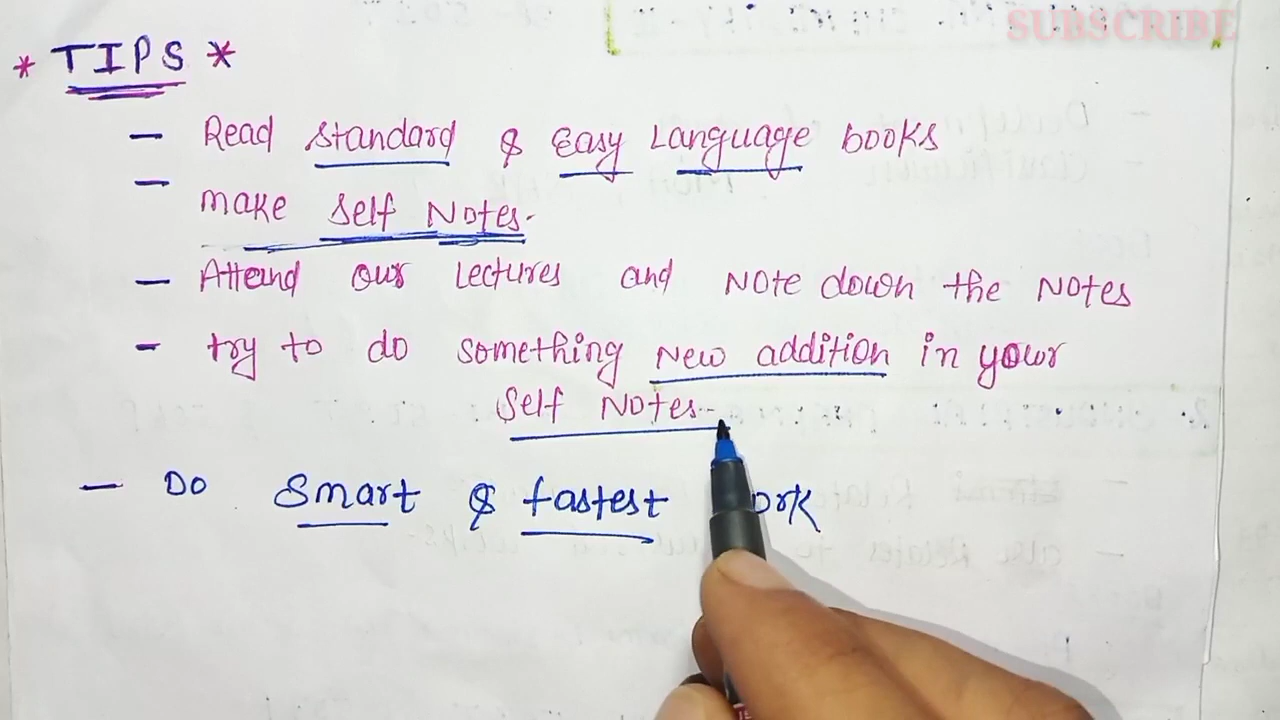 SUBSCRIBE
* TIPS *
— Read standard & Easy Language books
— make self Notes.
— Attend our Lectures and Note down the Notes
- try to do something New addition in your
Self Notes
— Do Smart & fastest